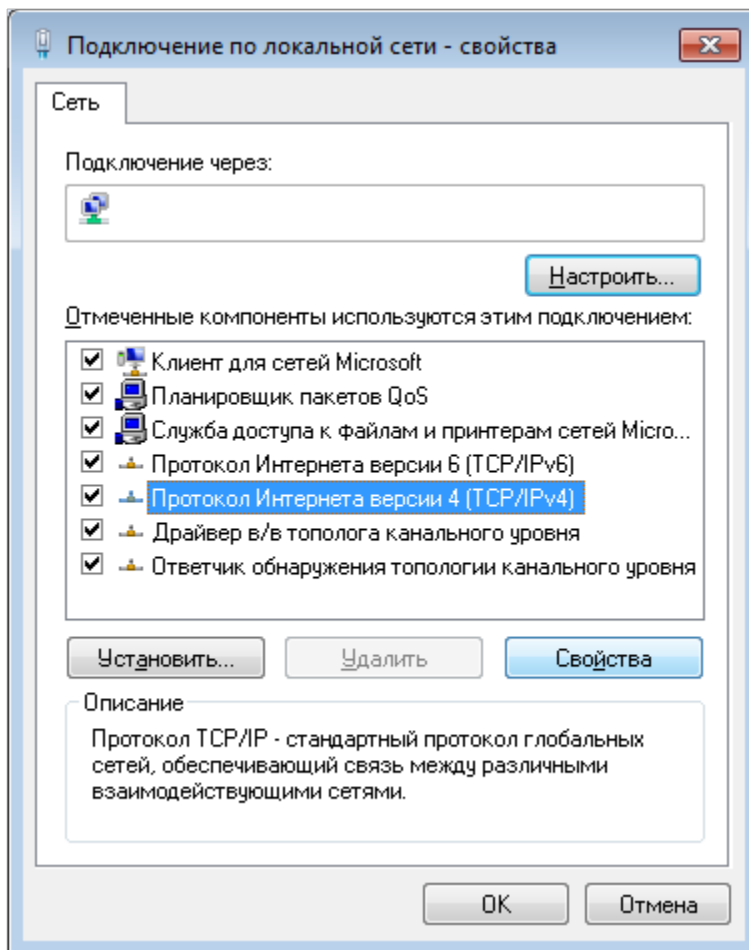 Подключение по локальной сети - свойства
Сеть
Подключение через:
Настроить...
Отмеченные компоненты используются этим подключением:
Клиент для сетей Microsoft
Планировщик пакетов QoS
Служба доступа к файлам и принтерам сетей Micro...
Протокол Интернета версии 6 (TCP/IPv6)
Протокол Интернета версии 4 (TCP/IPv4)
Драйвер в/в тополога канального уровня
Ответчик обнаружения топологии канального уровня
Установить... Удалить Свойства
Описание
Протокол TCP/IP - стандартный протокол глобальных
сетей, обеспечивающий связь между различными
взаимодействующими сетями.
OK Отмена